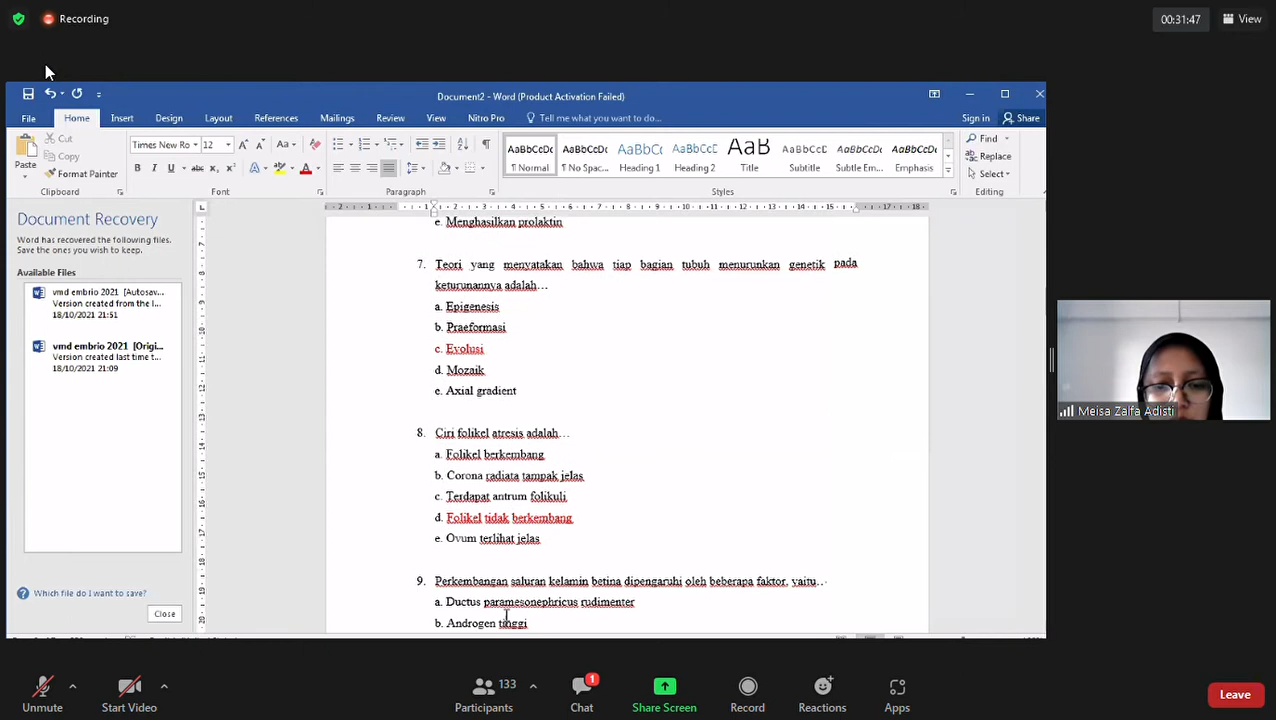 Recording
00:31:47
View
Document2 - Word (Product Activation Failed)
File
Home
Insert
Design
Layout
References
Mailings
Review
View
Nitro Pro
Tell me what you want to do...
Sign in
Share
Paste
Cut
Copy
Format Painter
Clipboard
Times New Ro
12
Font
Paragraph
AaBbCcDc
AaBbCcDc
AaBbC
AaBbCcE
AaB
AaBbCcD
AaBbCcDt
AaBbCcDt
¶ Normal
¶ No Spac...
Heading 1
Heading 2
Title
Subtitle
Subtle Em...
Emphasis
Styles
Find
Replace
Select
Editing
Document Recovery
Word has recovered the following files.
Save the ones you wish to keep.
Available Files
vmd embrio 2021 [Autosav...
Version created from the l...
18/10/2021 21:51
vmd embrio 2021 [Origi...
Version created last time t...
18/10/2021 21:09
Which file do I want to save?
Close
e. Menghasilkan prolaktin
7. Teori yang menyatakan bahwa tiap bagian tubuh menurunkan genetik pada
keturunannya adalah…
a. Epigenesis
b. Praeformasi
c. Evolusi
d. Mozaik
e. Axial gradient
8. Ciri folikel atresis adalah…
a. Folikel berkembang
b. Corona radiata tampak jelas
c. Terdapat antrum folikuli
d. Folikel tidak berkembang
e. Ovum terlihat jelas
9. Perkembangan saluran kelamin betina dipengaruhi oleh beberapa faktor, yaitu…
a. Ductus paramesonephricus rudimenter
b. Androgen tinggi
Meisa Zalfa Adisti
Unmute
Start Video
133
Participants
1
Chat
Share Screen
Record
Reactions
Apps
Leave